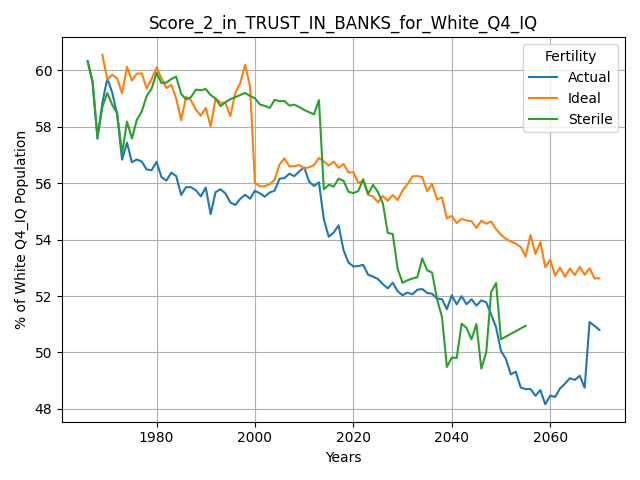 Score_2_in_TRUST_IN_BANKS_for_White_Q4_IQ
Fertility
Actual
Ideal
Sterile
% of White Q4_IQ Population
60
58
56
54
52
50
48
1980
2000
2020
2040
2060
Years